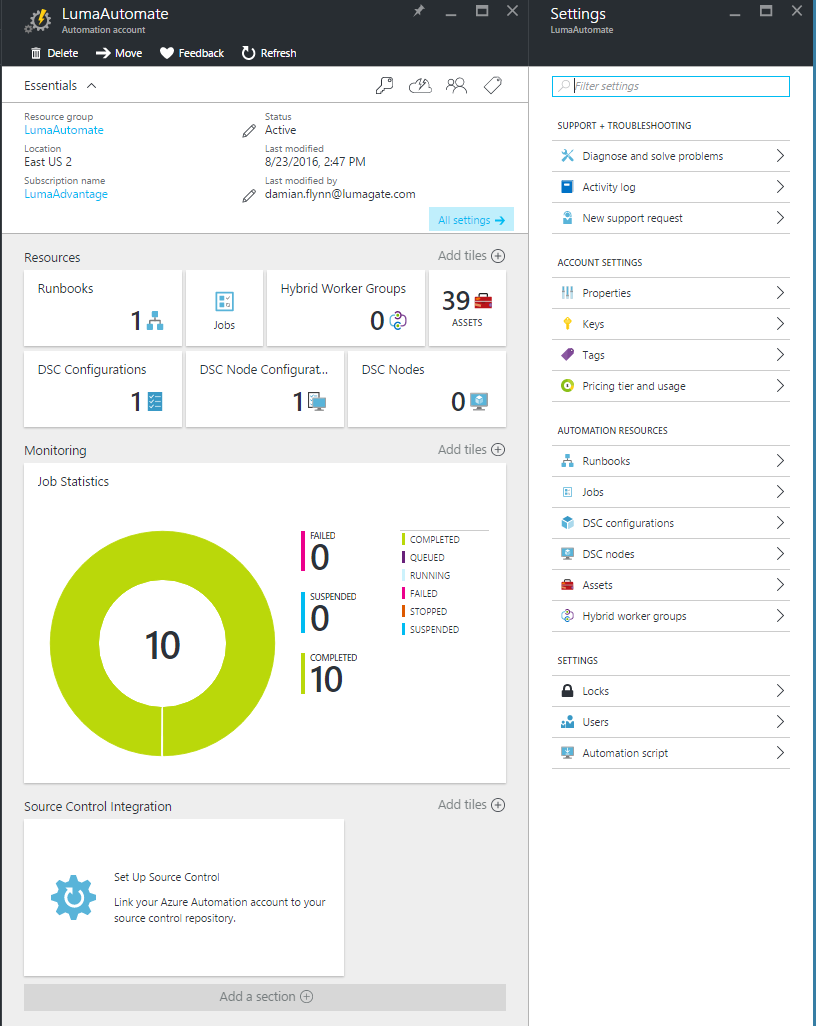 LumaAutomate
Automation account
Delete Move Feedback Refresh
Essentials
Resource group
LumaAutomate
Location
East US 2
Subscription name
LumaAdvantage
Status
Active
Last modified
8/23/2016, 2:47 PM
Last modified by
damian.flynn@lumagate.com
All settings
Resources
Add tiles
Runbooks
1
Jobs
Hybrid Worker Groups
0
39
ASSETS
DSC Configurations
1
DSC Node Configurat...
1
DSC Nodes
0
Monitoring
Add tiles
Job Statistics
10
FAILED
0
SUSPENDED
0
COMPLETED
10
COMPLETED
QUEUED
RUNNING
FAILED
STOPPED
SUSPENDED
Source Control Integration
Add tiles
Set Up Source Control
Link your Azure Automation account to your
source control repository.
Add a section
Settings
LumaAutomate
Filter settings
SUPPORT + TROUBLESHOOTING
Diagnose and solve problems
Activity log
New support request
ACCOUNT SETTINGS
Properties
Keys
Tags
Pricing tier and usage
AUTOMATION RESOURCES
Runbooks
Jobs
DSC configurations
DSC nodes
Assets
Hybrid worker groups
SETTINGS
Locks
Users
Automation script